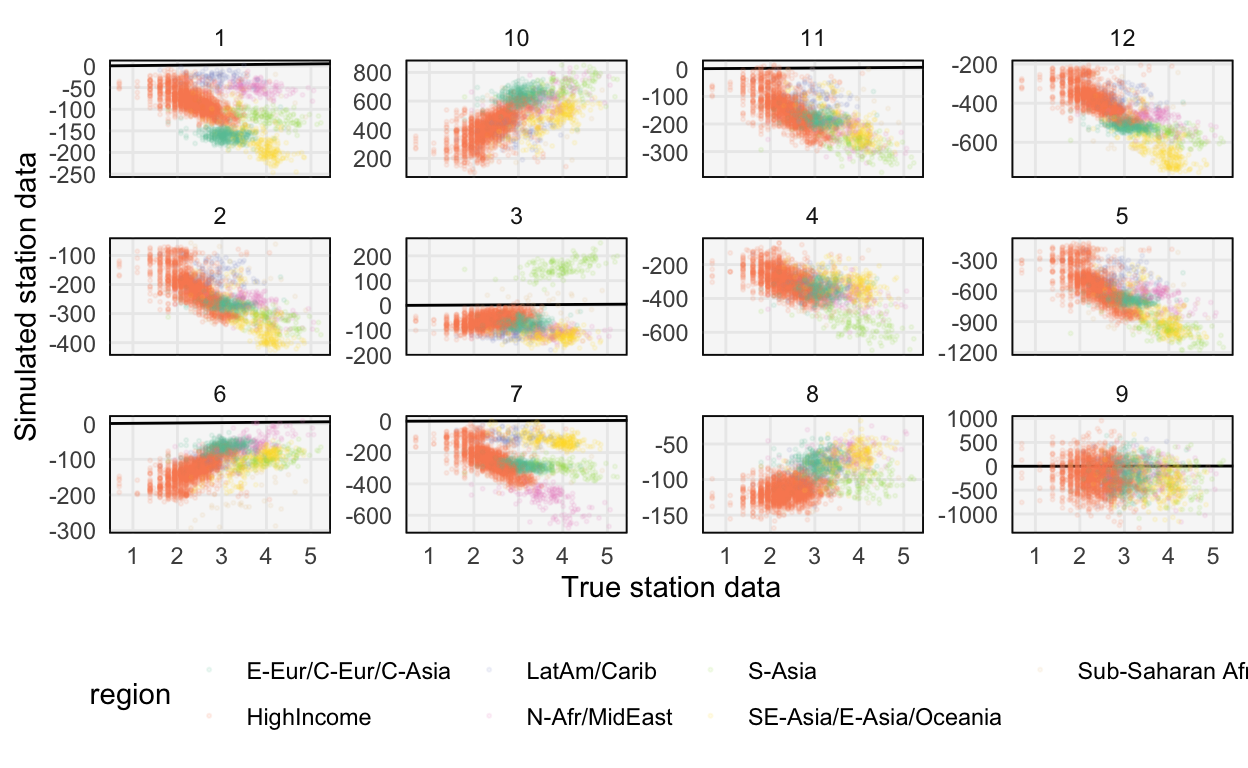 1 10 11 12
0 -50 -100 -150 -200 -250
800 600 400 200
0 -100 -200 -300
-200 -400 -600
2 3 4 5
-100 -200 -300 -400
200 100 0 -100 -200
-200 -400 -600
-300 -600 -900 -1200
6 7 8 9
0 -100 -200 -300
0 -200 -400 -600
-50 -100 -150
1000 500 0 -500 -1000
1 2 3 4 5 1 2 3 4 5 1 2 3 4 5 1 2 3 4 5
Simulated station data
True station data
region
E-Eur/C-Eur/C-Asia LatAm/Carib S-Asia Sub-Saharan Afr
HighIncome N-Afr/MidEast SE-Asia/E-Asia/Oceania